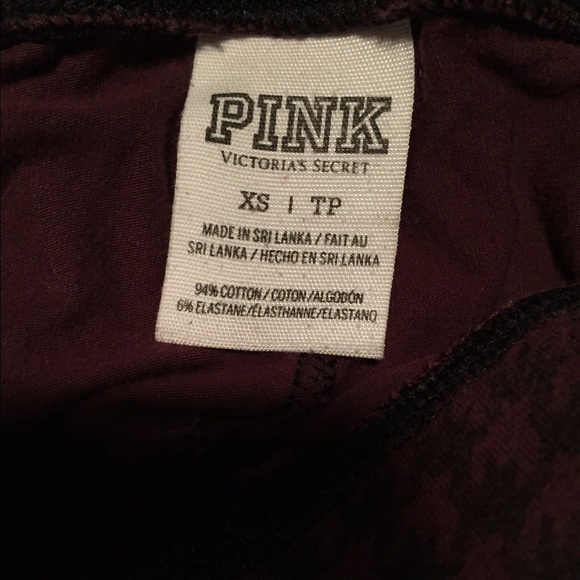 PINK
VICTORIA'S SECRET
XS | TP
MADE IN SRI LANKA / FAIT AU
SRI LANKA / HECHO EN SRI LANKA
94% COTTON/COTON/ALGODÓN
6% ELASTANE/ÉLASTHANNE/ELASTANO